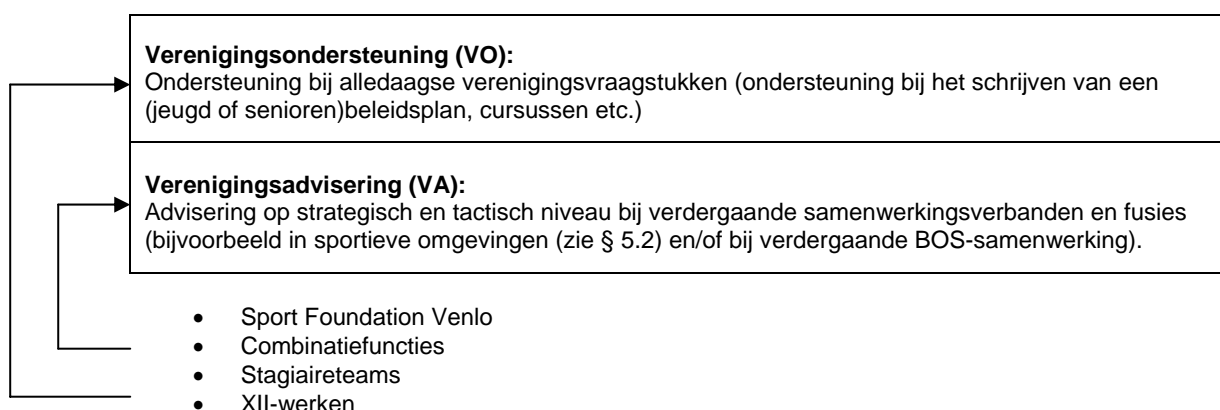 Verenigingsondersteuning (VO):
Ondersteuning bij alledaagse verenigingsvraagstukken (ondersteuning bij het schrijven van een
(jeugd of senioren)beleidsplan, cursussen etc.)
Verenigingsadvisering (VA):
Advisering op strategisch en tactisch niveau bij verdergaande samenwerkingsverbanden en fusies
(bijvoorbeeld in sportieve omgevingen (zie § 5.2) en/of bij verdergaande BOS-samenwerking).
• Sport Foundation Venlo
• Combinatiefuncties
• Stagiaireteams
• XII-werken